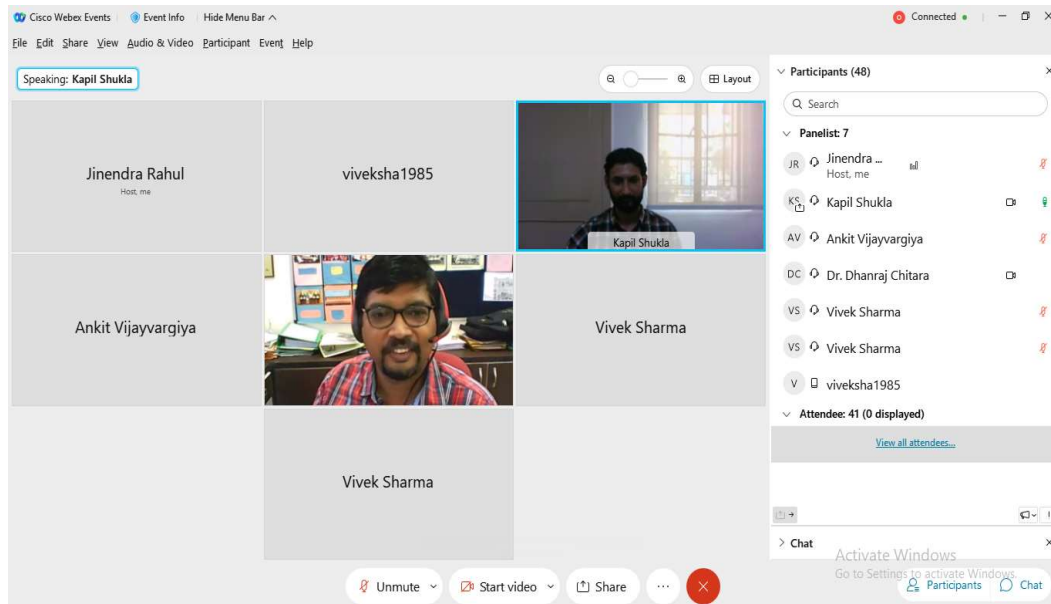 Cisco Webex Events Event Info Hide Menu Bar Connected
File Edit Share View Audio & Video Participant Event Help
Speaking: Kapil Shukla
Layout
Jinendra Rahul
Host, me
viveksha1985
Kapil Shukla
Ankit Vijayvargiya
Vivek Sharma
Vivek Sharma
Unmute Start video Share ...
Participants (48)
Search
Panelist: 7
JR Jinendra ...
Host, me
KS Kapil Shukla
AV Ankit Vijayvargiya
DC Dr. Dhanraj Chitara
VS Vivek Sharma
VS Vivek Sharma
V viveksha1985
Attendee: 41 (0 displayed)
View all attendees...
Chat
Activate Windows
Go to Settings to activate Windows.
Participants Chat